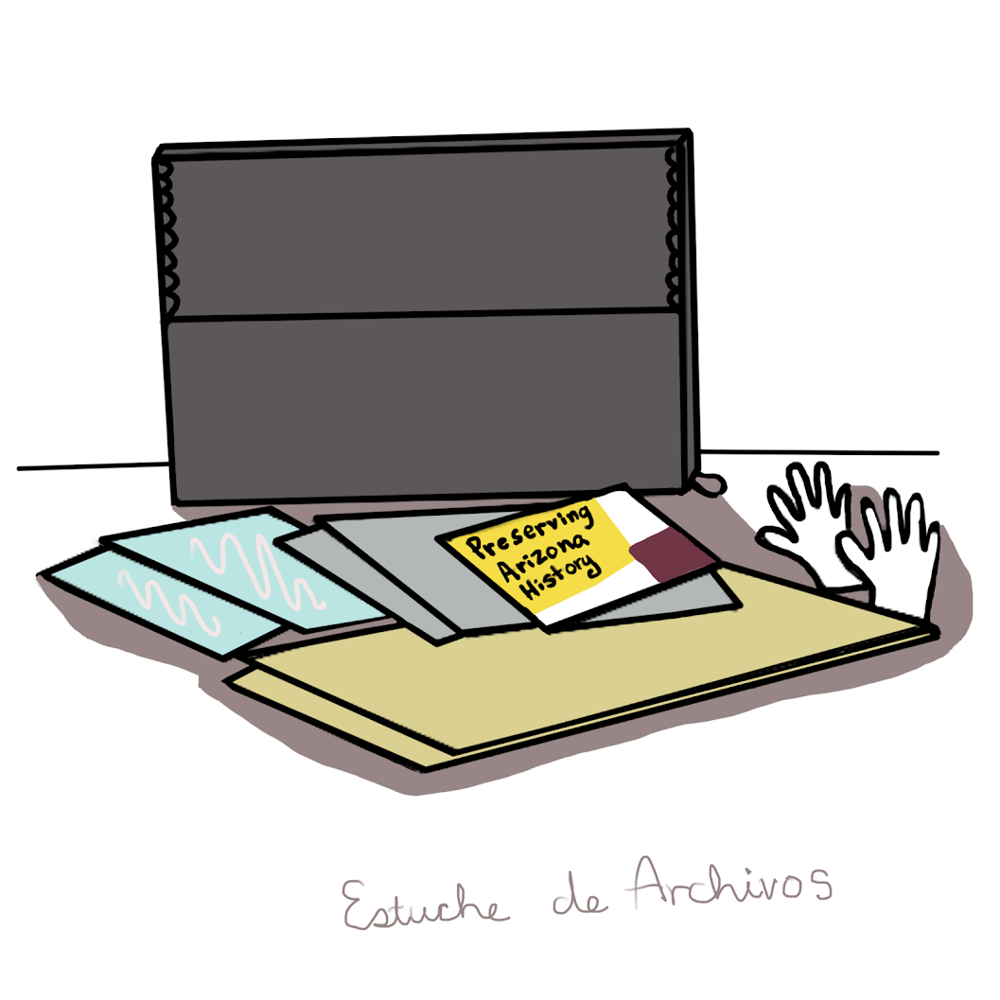 Preserving
Arizona
History
Estuche de Archivos